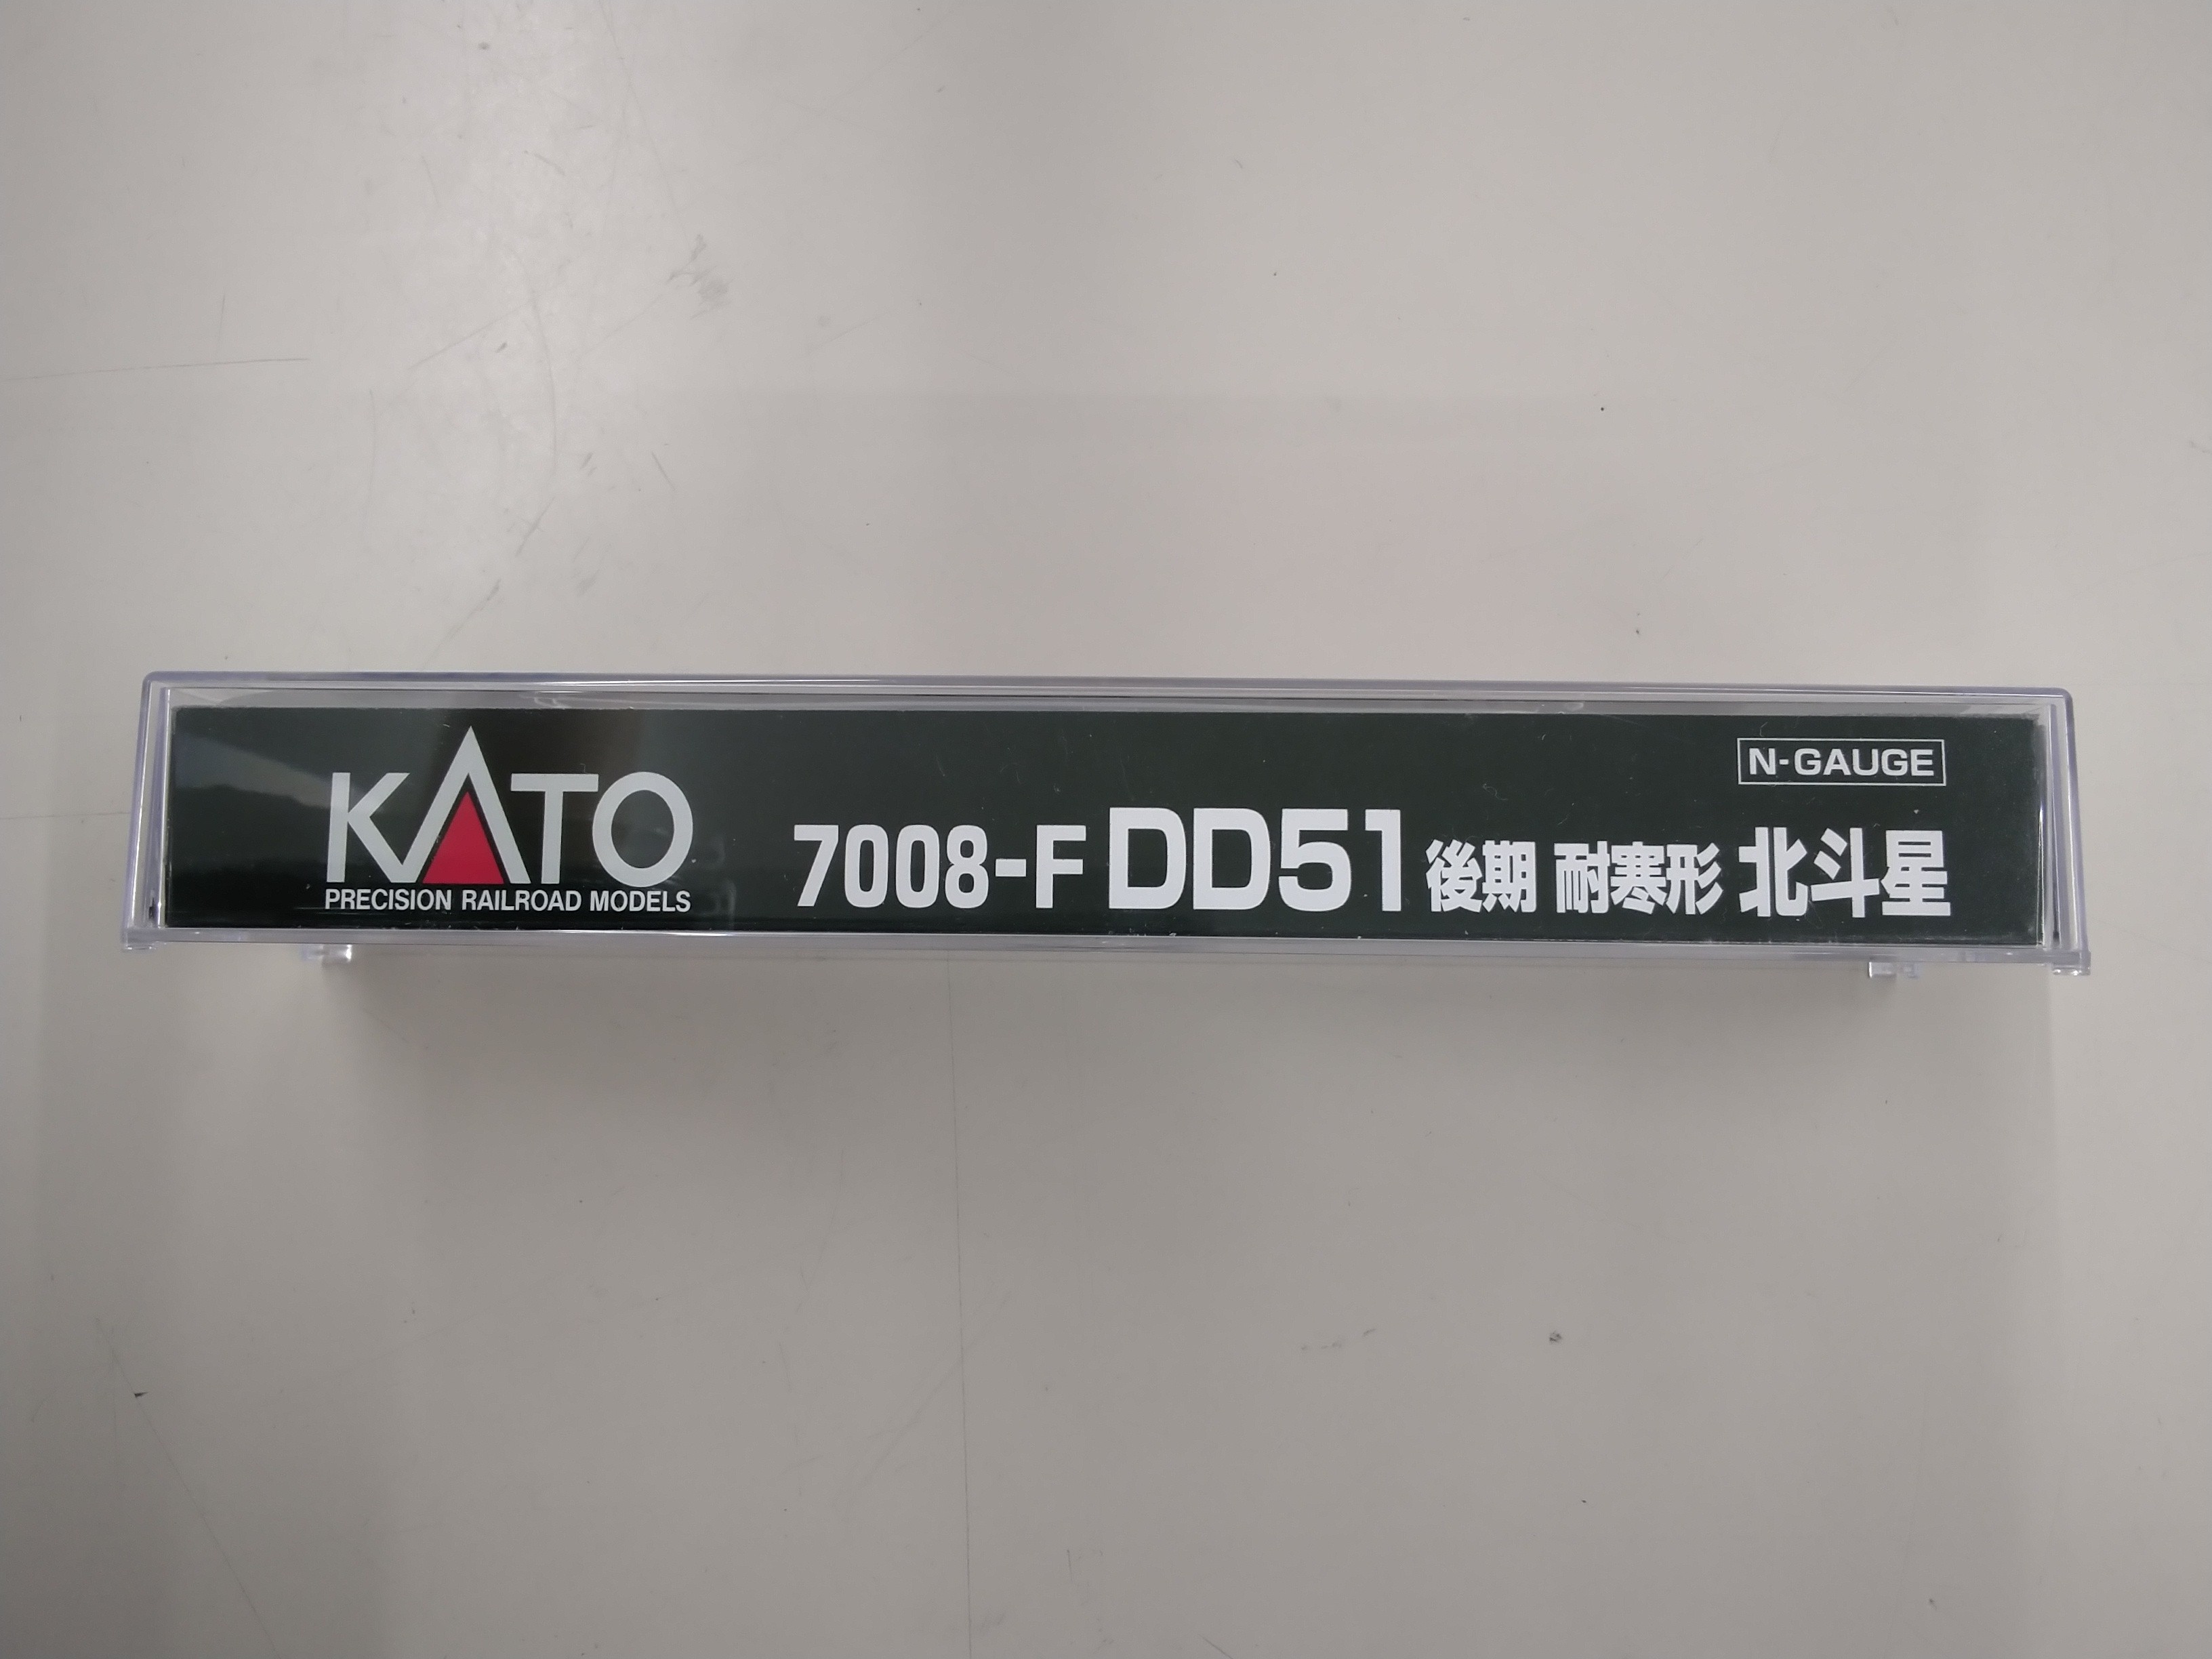 KATO
PRECISION RAILROAD MODELS
N-GAUGE
7008-F DD51 後期 耐寒形 北斗星